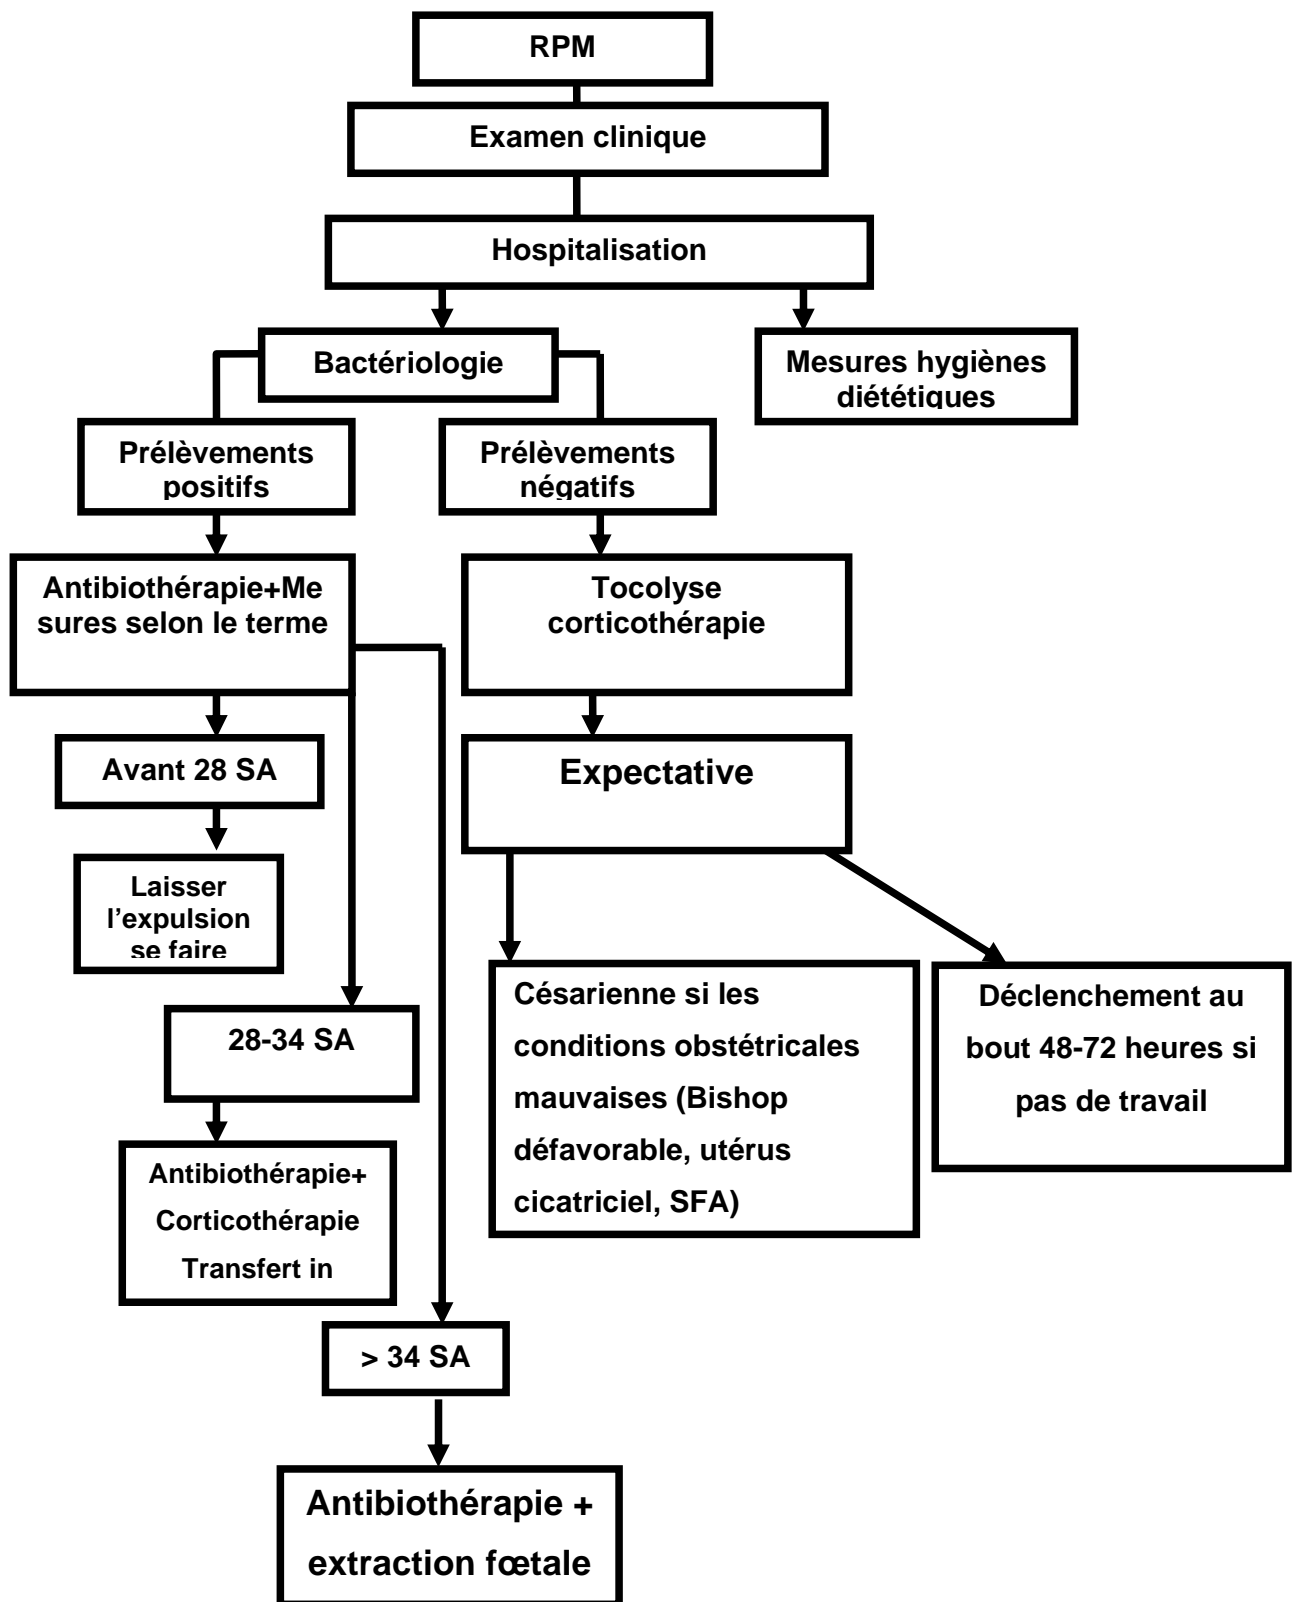 RPM
Examen clinique
Hospitalisation
Bactériologie
Mesures hygiènes
diététiques
Prélèvements
positifs
Prélèvements
négatifs
Antibiothérapie+Me
sures selon le terme
Tocolyse
corticothérapie
Avant 28 SA
Expectative
Laisser
l'expulsion
se faire
28-34 SA
Césarienne si les
conditions obstétricales
mauvaises (Bishop
défavorable, utérus
cicatriciel, SFA)
Déclenchement au
bout 48-72 heures si
pas de travail
Antibiothérapie+
Corticothérapie
Transfert in
> 34 SA
Antibiothérapie +
extraction fœtale